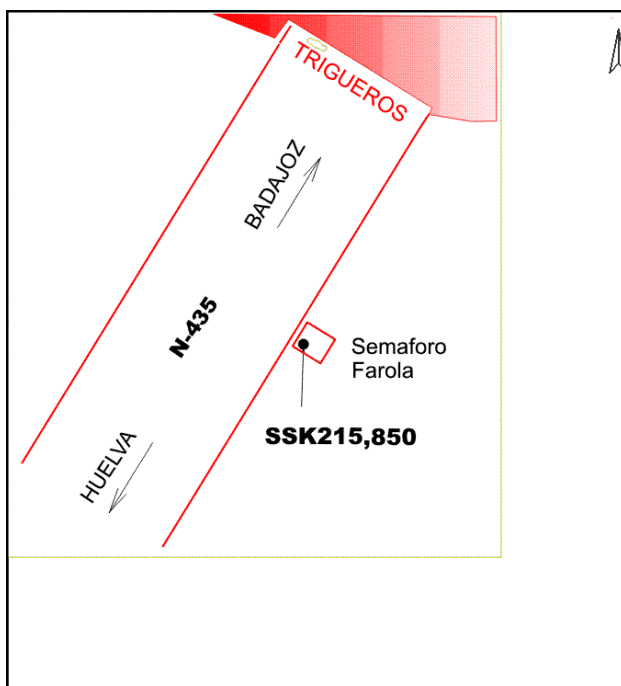 TRIGUEROS
BADAJOZ
N-435
Semaforo
Farola
SSK215,850
HUELVA